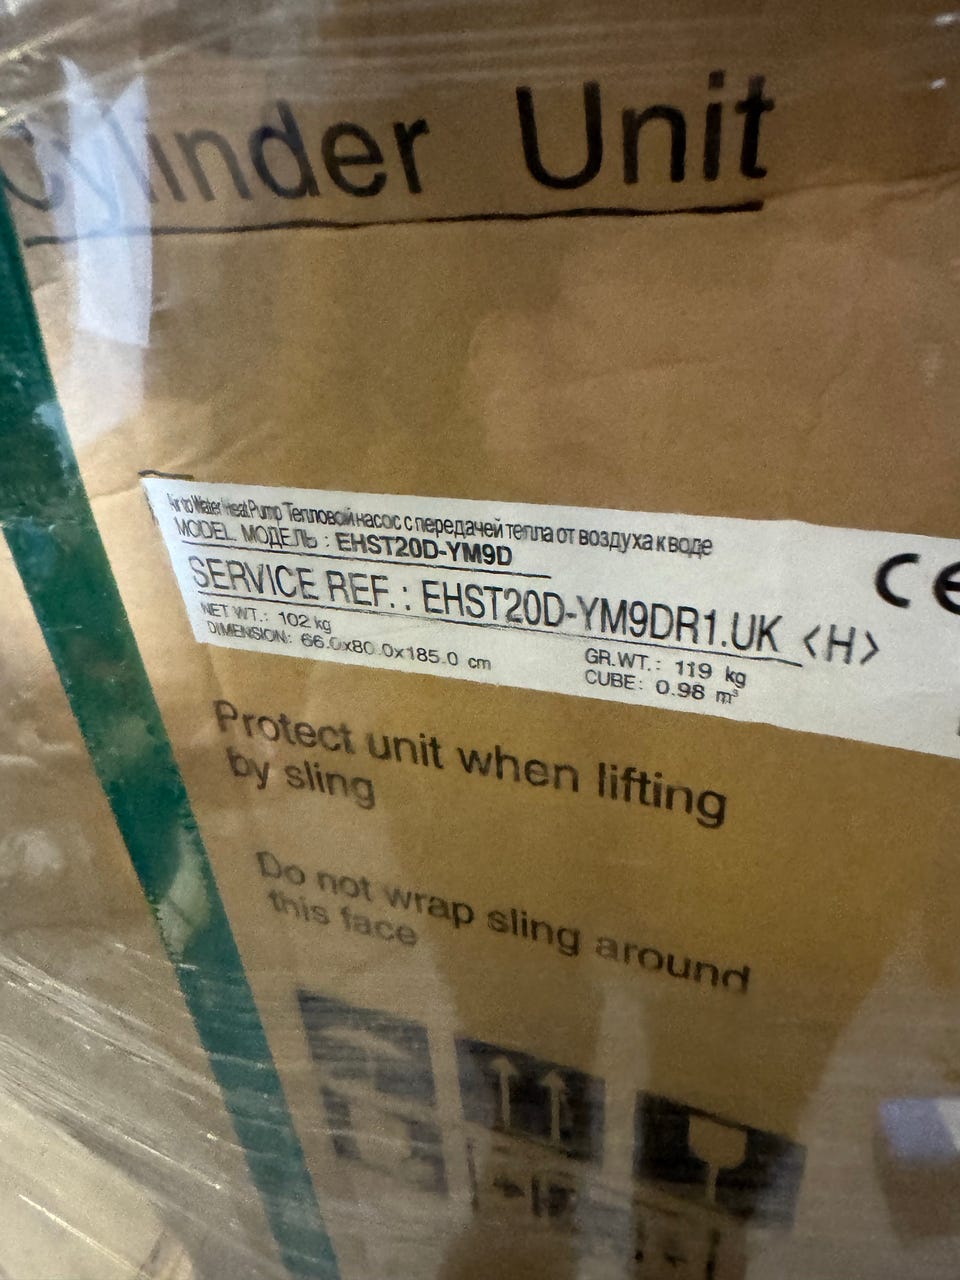 Cylinder Unit
Air to Water Heat Pump Тепловой насос с передачей тепла от воздуха к воде
MODEL МОДЕЛЬ : EHST20D-YM9D
SERVICE REF. : EHST20D-YM9DR1.UK <H>
NET WT.: 102 kg GR.WT.: 119 kg
DIMENSION: 66.0x80.0x185.0 cm CUBE: 0.98 m³
CE
Protect unit when lifting
by sling
Do not wrap sling around
this face